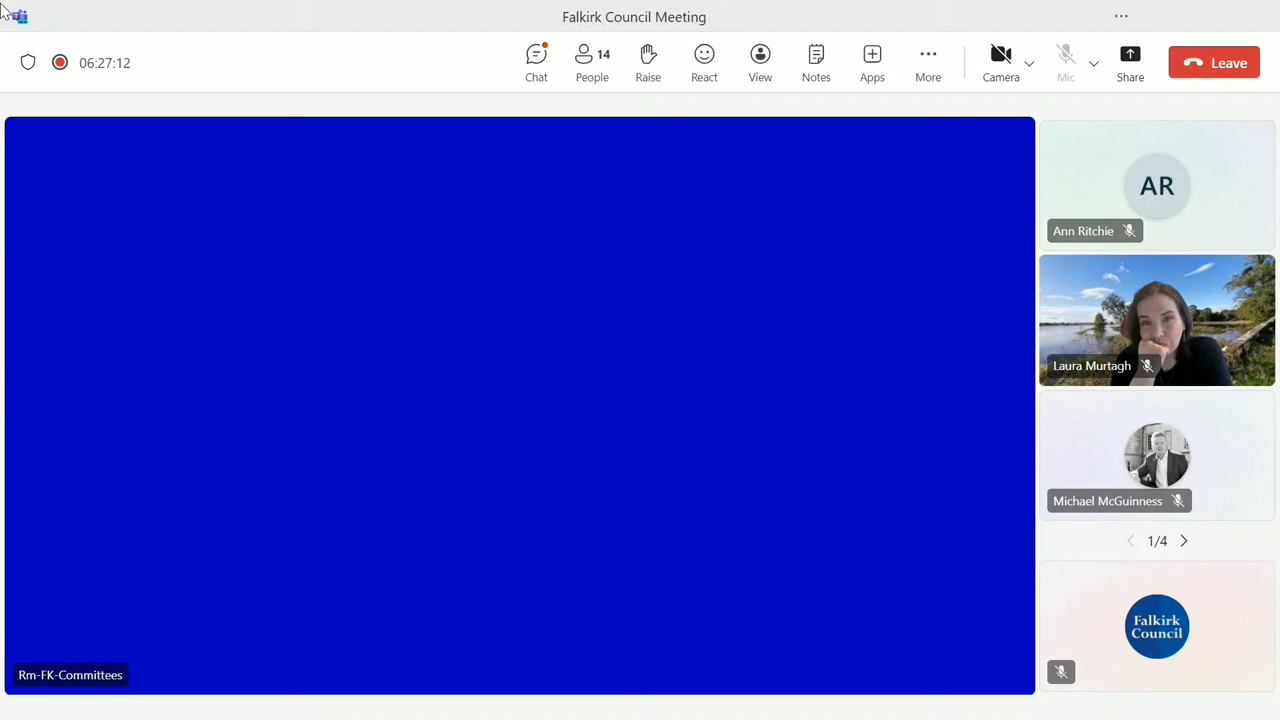 Falkirk Council Meeting
06:27:12
Chat
14
People
Raise
React
View
Notes
Apps
More
Camera
Mic
Share
Leave
AR
Ann Ritchie
Laura Murtagh
Michael McGuinness
1/4
Falkirk
Council
Rm-FK-Committees